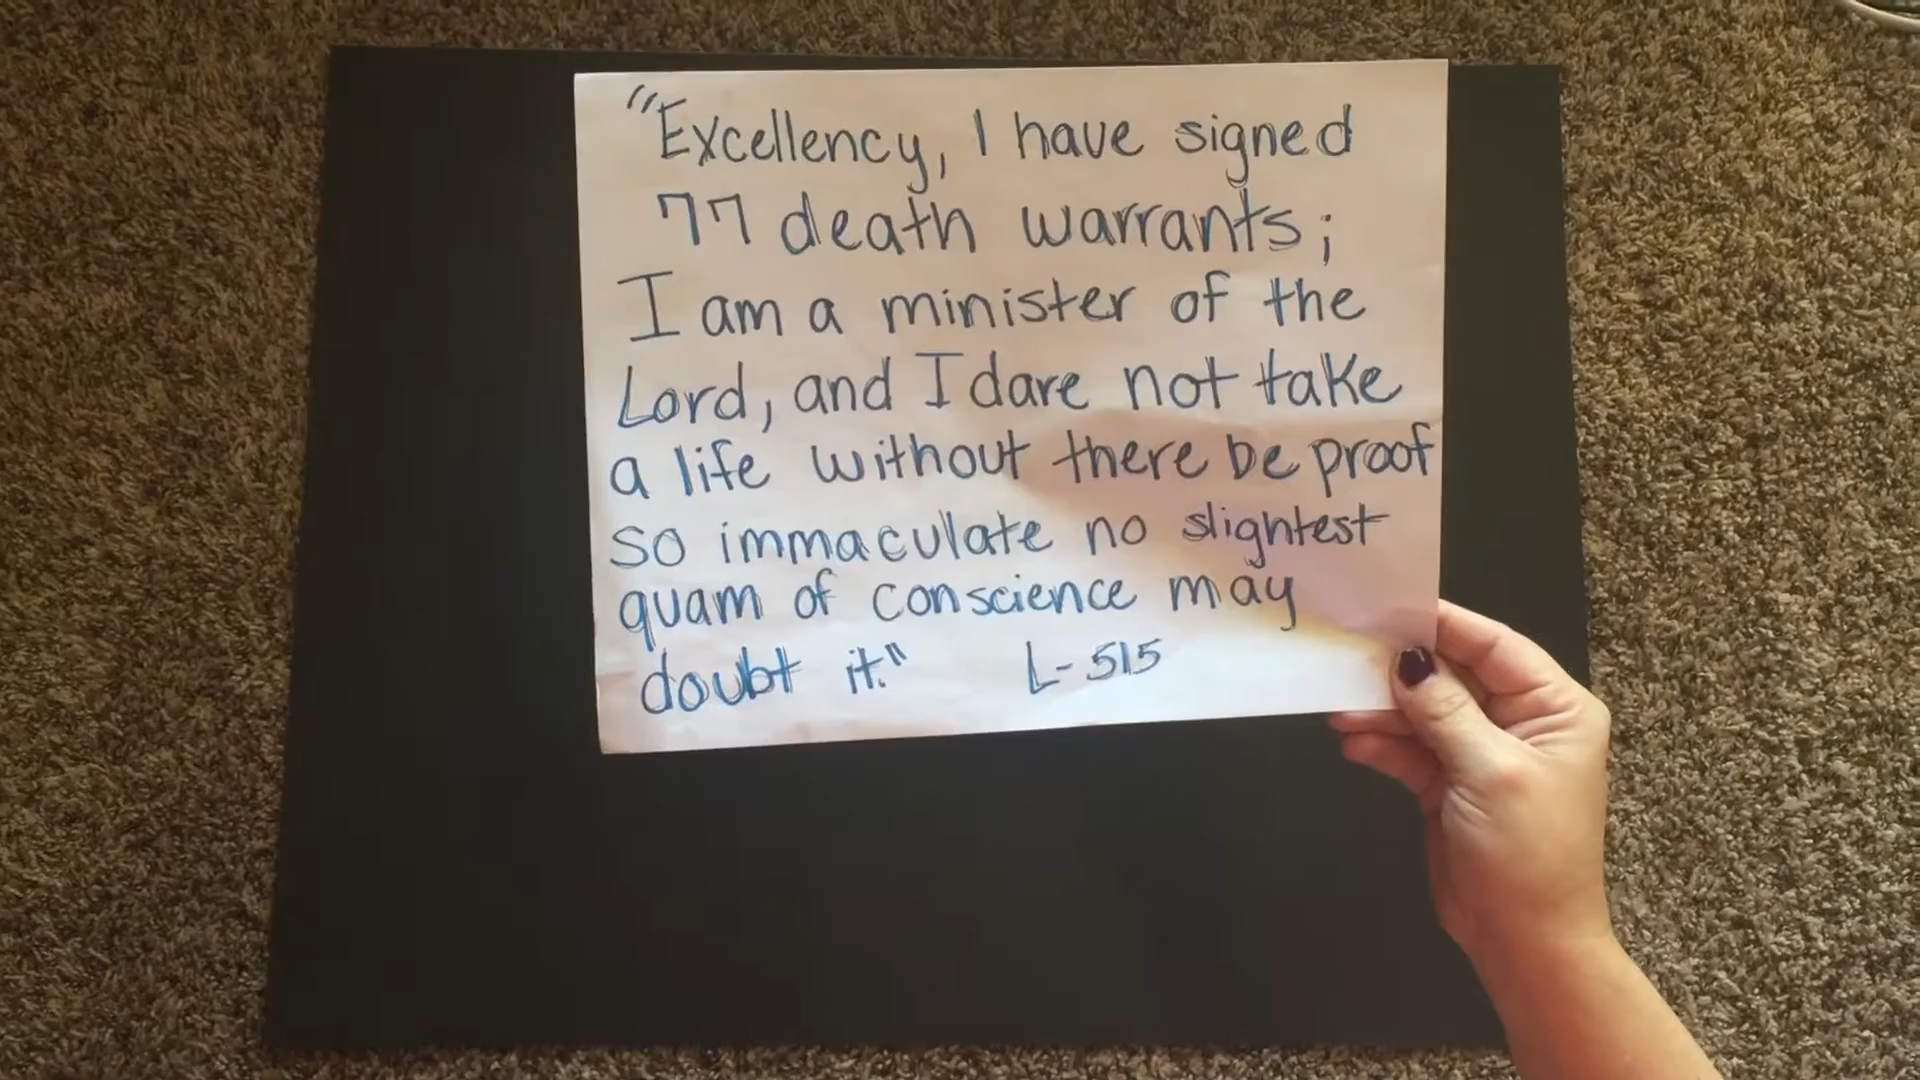 "Excellency, I have signed
77 death warrants;
I am a minister of the
Lord, and I dare not take
a life without there be proof
so immaculate no slightest
quam of conscience may
doubt it." L-515